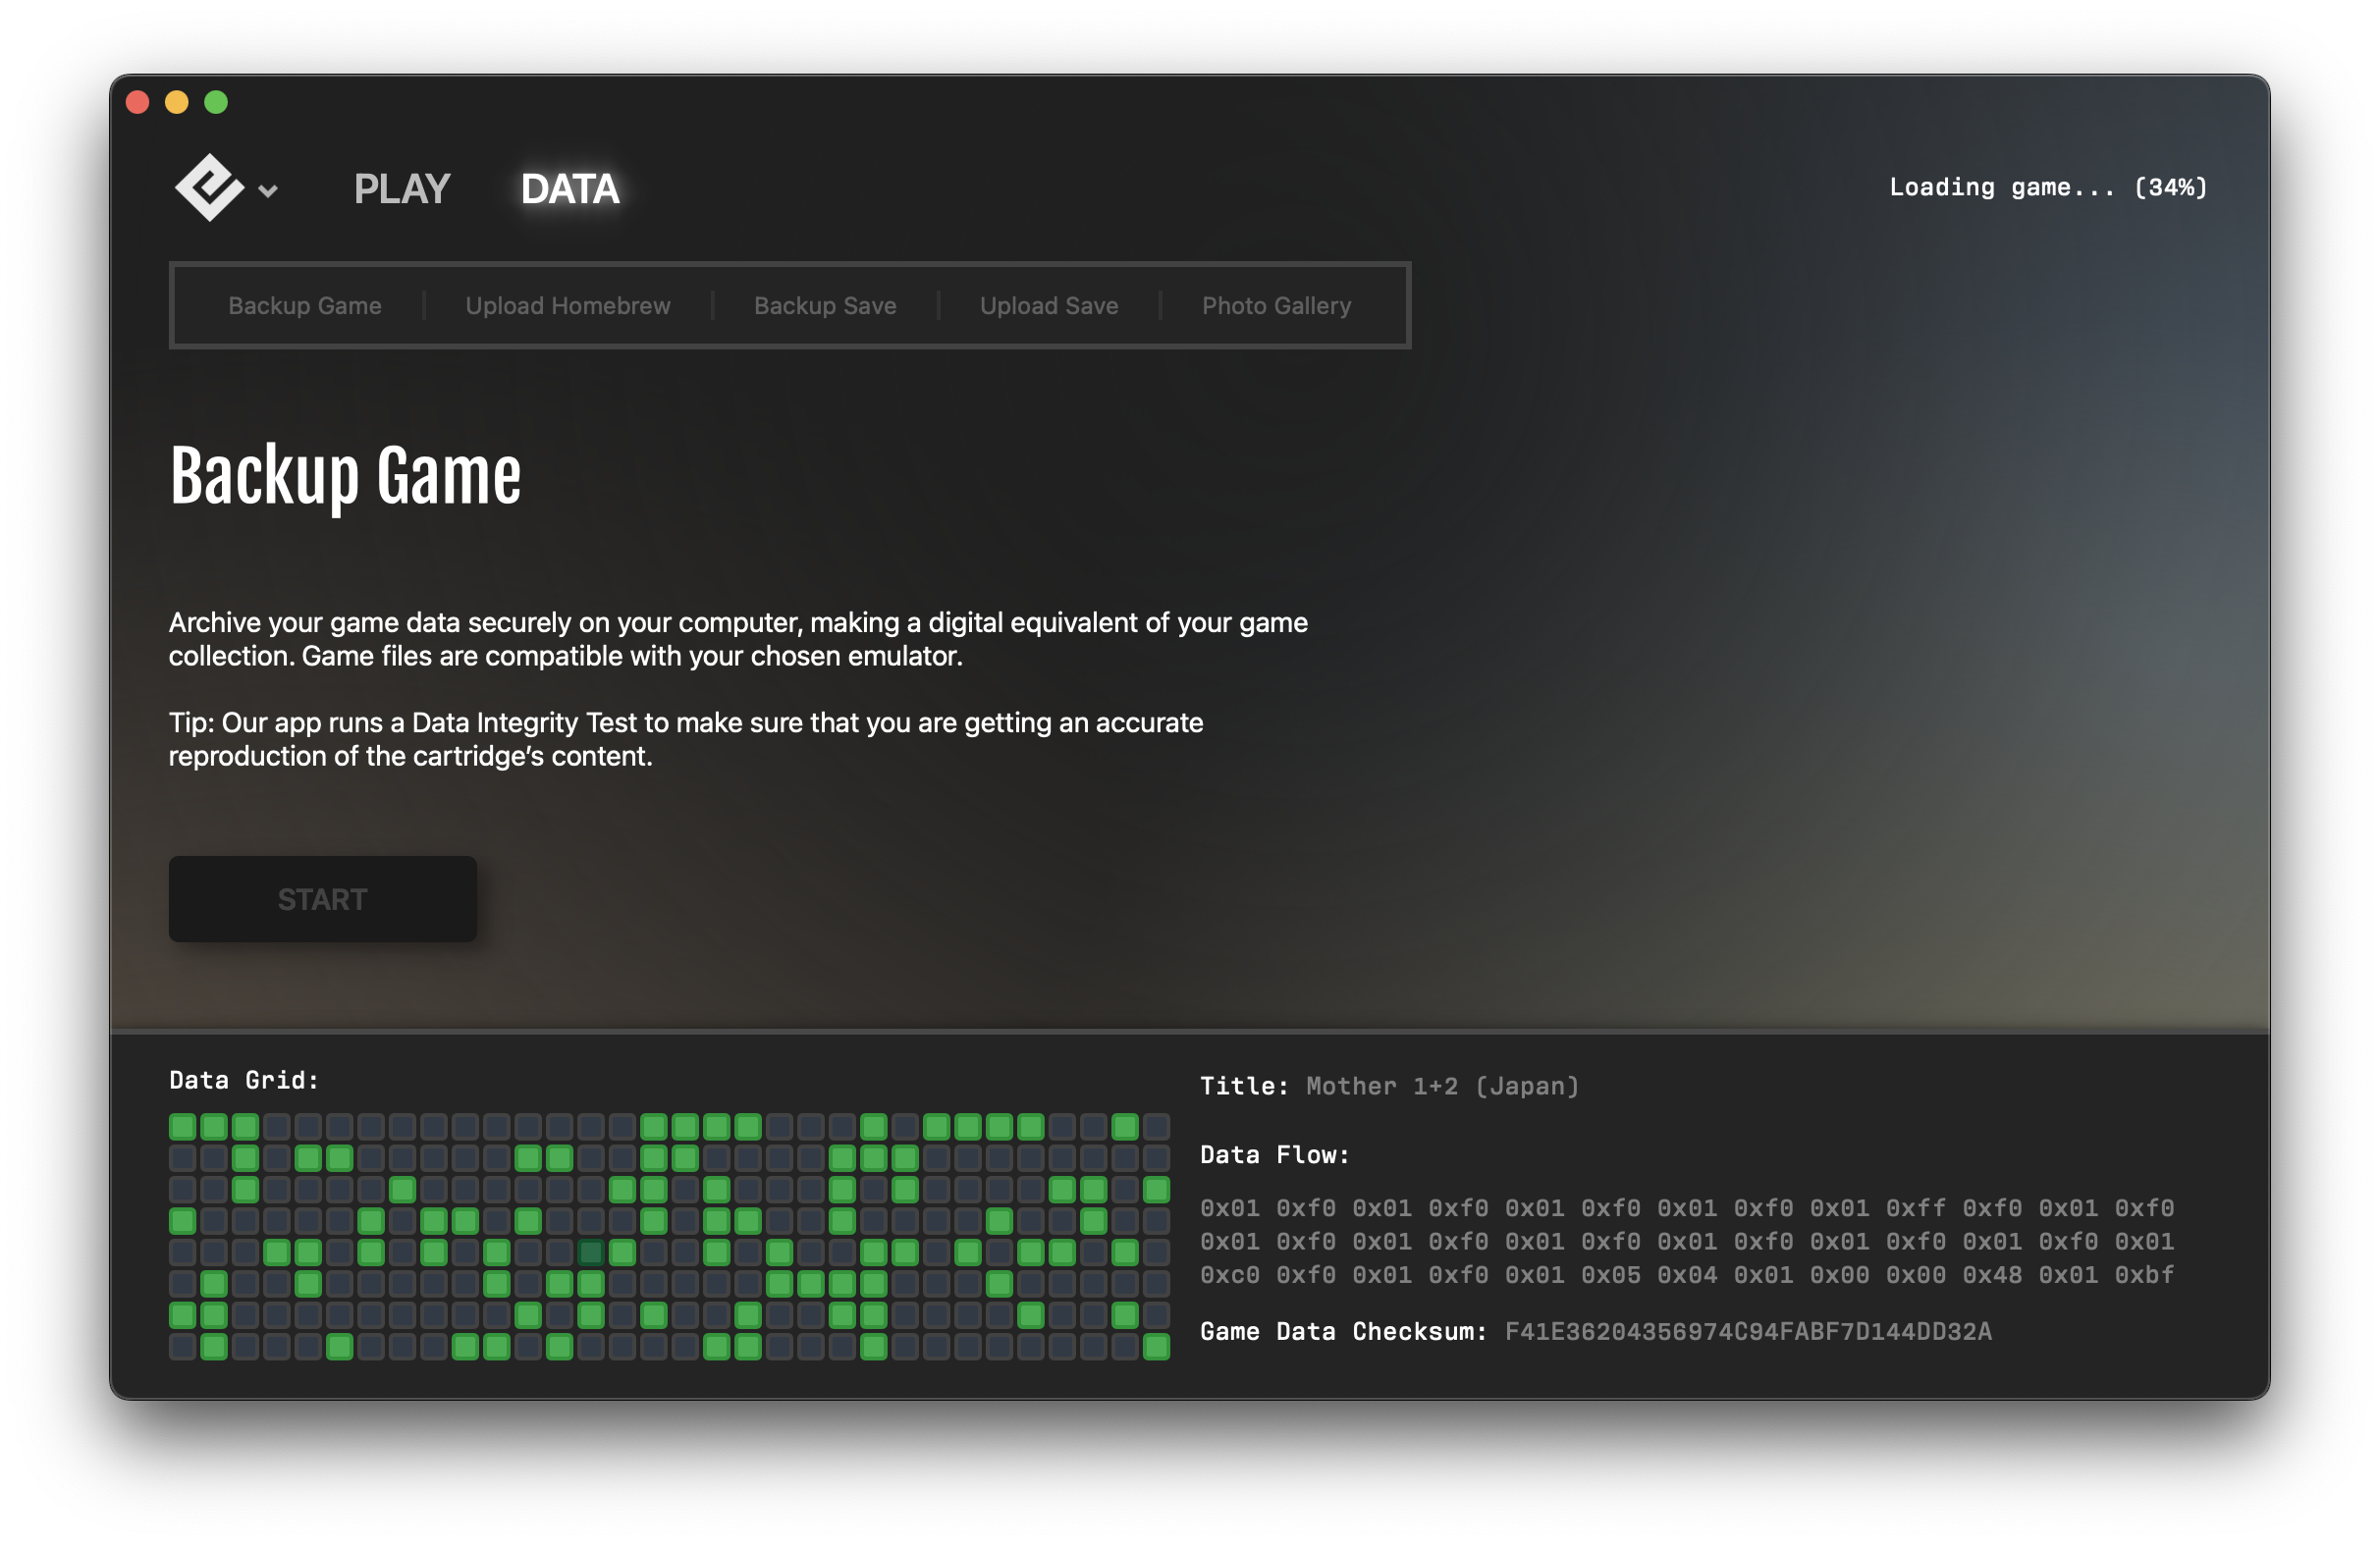 PLAY
DATA
Loading game... (34%)
Backup Game
Upload Homebrew
Backup Save
Upload Save
Photo Gallery
Backup Game
Archive your game data securely on your computer, making a digital equivalent of your game
collection. Game files are compatible with your chosen emulator.
Tip: Our app runs a Data Integrity Test to make sure that you are getting an accurate
reproduction of the cartridge’s content.
START
Data Grid:
Title: Mother 1+2 (Japan)
Data Flow:
0x01 0xf0 0x01 0xf0 0x01 0xf0 0x01 0xf0 0x01 0xff 0xf0 0x01 0xf0
0x01 0xf0 0x01 0xf0 0x01 0xf0 0x01 0xf0 0x01 0xf0 0x01 0xf0 0x01
0xc0 0xf0 0x01 0xf0 0x01 0x05 0x04 0x01 0x00 0x00 0x48 0x01 0xbf
Game Data Checksum: F41E36204356974C94FABF7D144DD32A